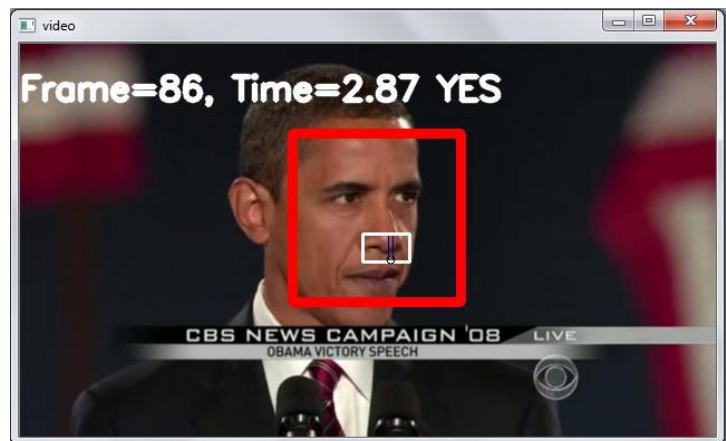 video
Frame=86, Time=2.87 YES
CBS NEWS CAMPAIGN '08 LIVE
OBAMA VICTORY SPEECH